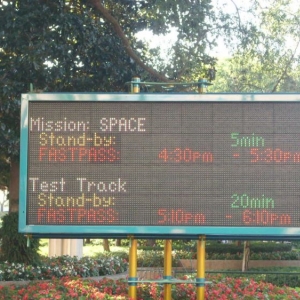 Mission: SPACE
Stand-by: 5min
FASTPASS: 4:30pm - 5:30pm
Test Track
Stand-by: 20min
FASTPASS: 5:10pm - 6:10pm